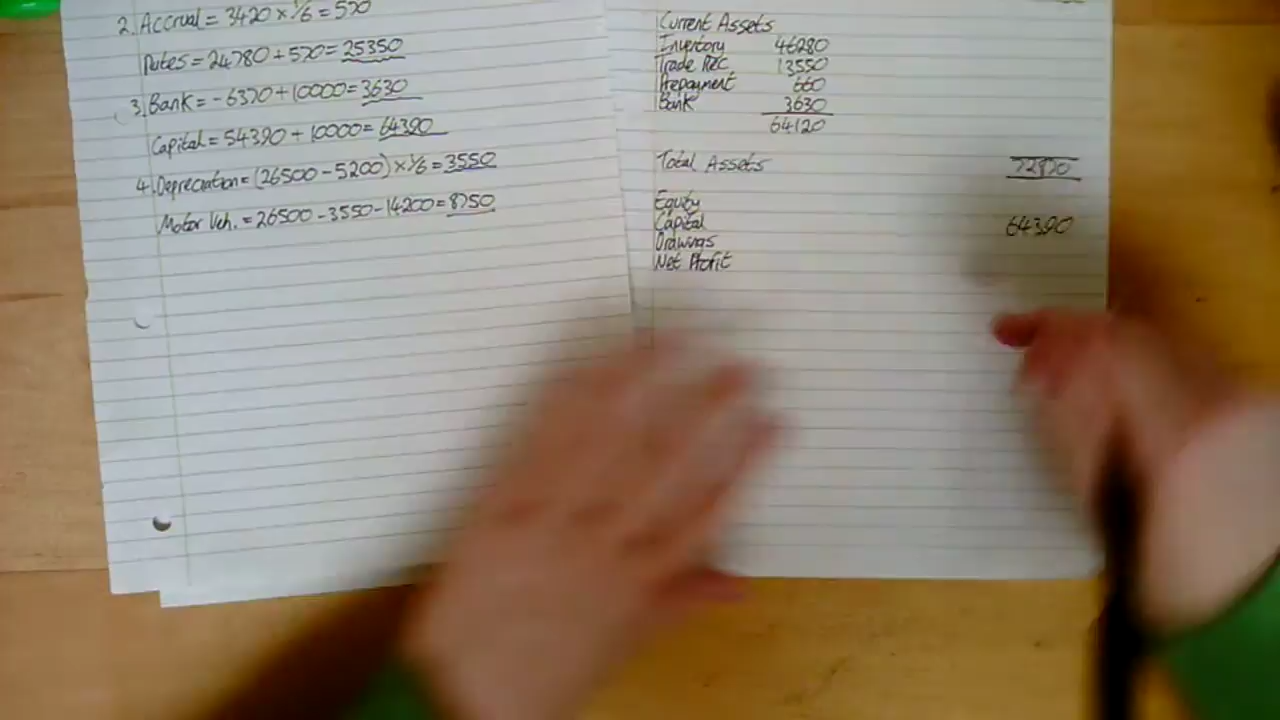 2. Accrual = 3420 × 1/6 = 570
Rates = 24780 + 570 = 25350
3. Bank = -6370 + 10000 = 3630
Capital = 54390 + 10000 = 64390
4. Depreciation = (26500 - 5200) × 1/6 = 3550
Motor Veh. = 26500 - 3550 - 14200 = 8750
Current Assets
Inventory 46280
Trade Rec 13550
Prepayment 660
Bank 3630
64120
Total Assets 72870
Equity
Capital 64390
Drawings
Net Profit